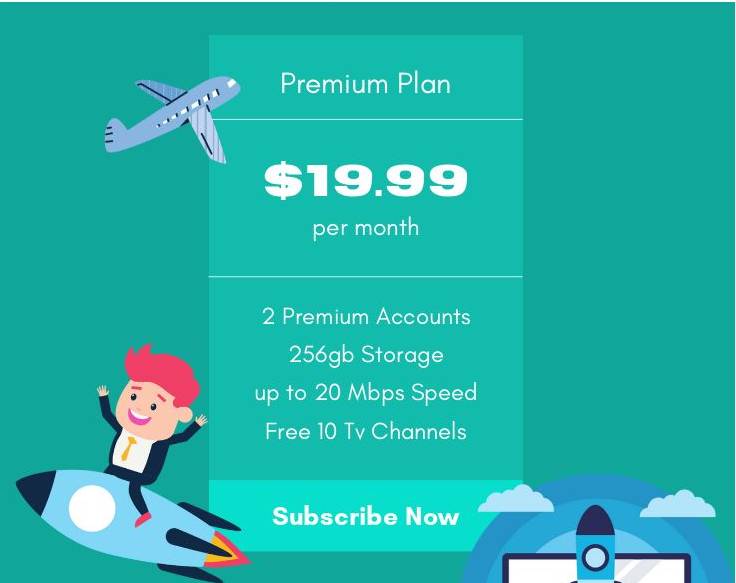 Premium Plan
$19.99
per month
2 Premium Accounts
256gb Storage
up to 20 Mbps Speed
Free 10 Tv Channels
Subscribe Now